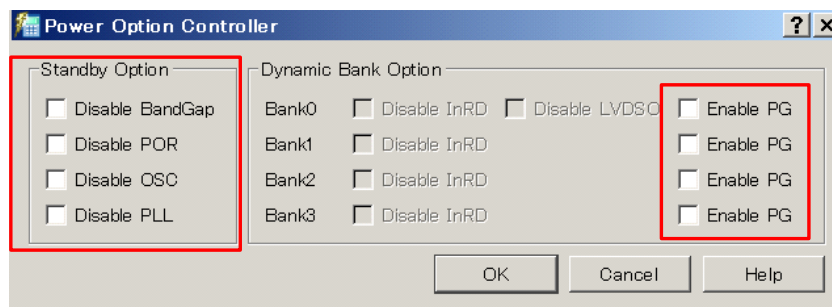 Power Option Controller
Standby Option
Disable BandGap
Disable POR
Disable OSC
Disable PLL
Dynamic Bank Option
Bank0 Disable InRD Disable LVDSO Enable PG
Bank1 Disable InRD Enable PG
Bank2 Disable InRD Enable PG
Bank3 Disable InRD Enable PG
OK Cancel Help